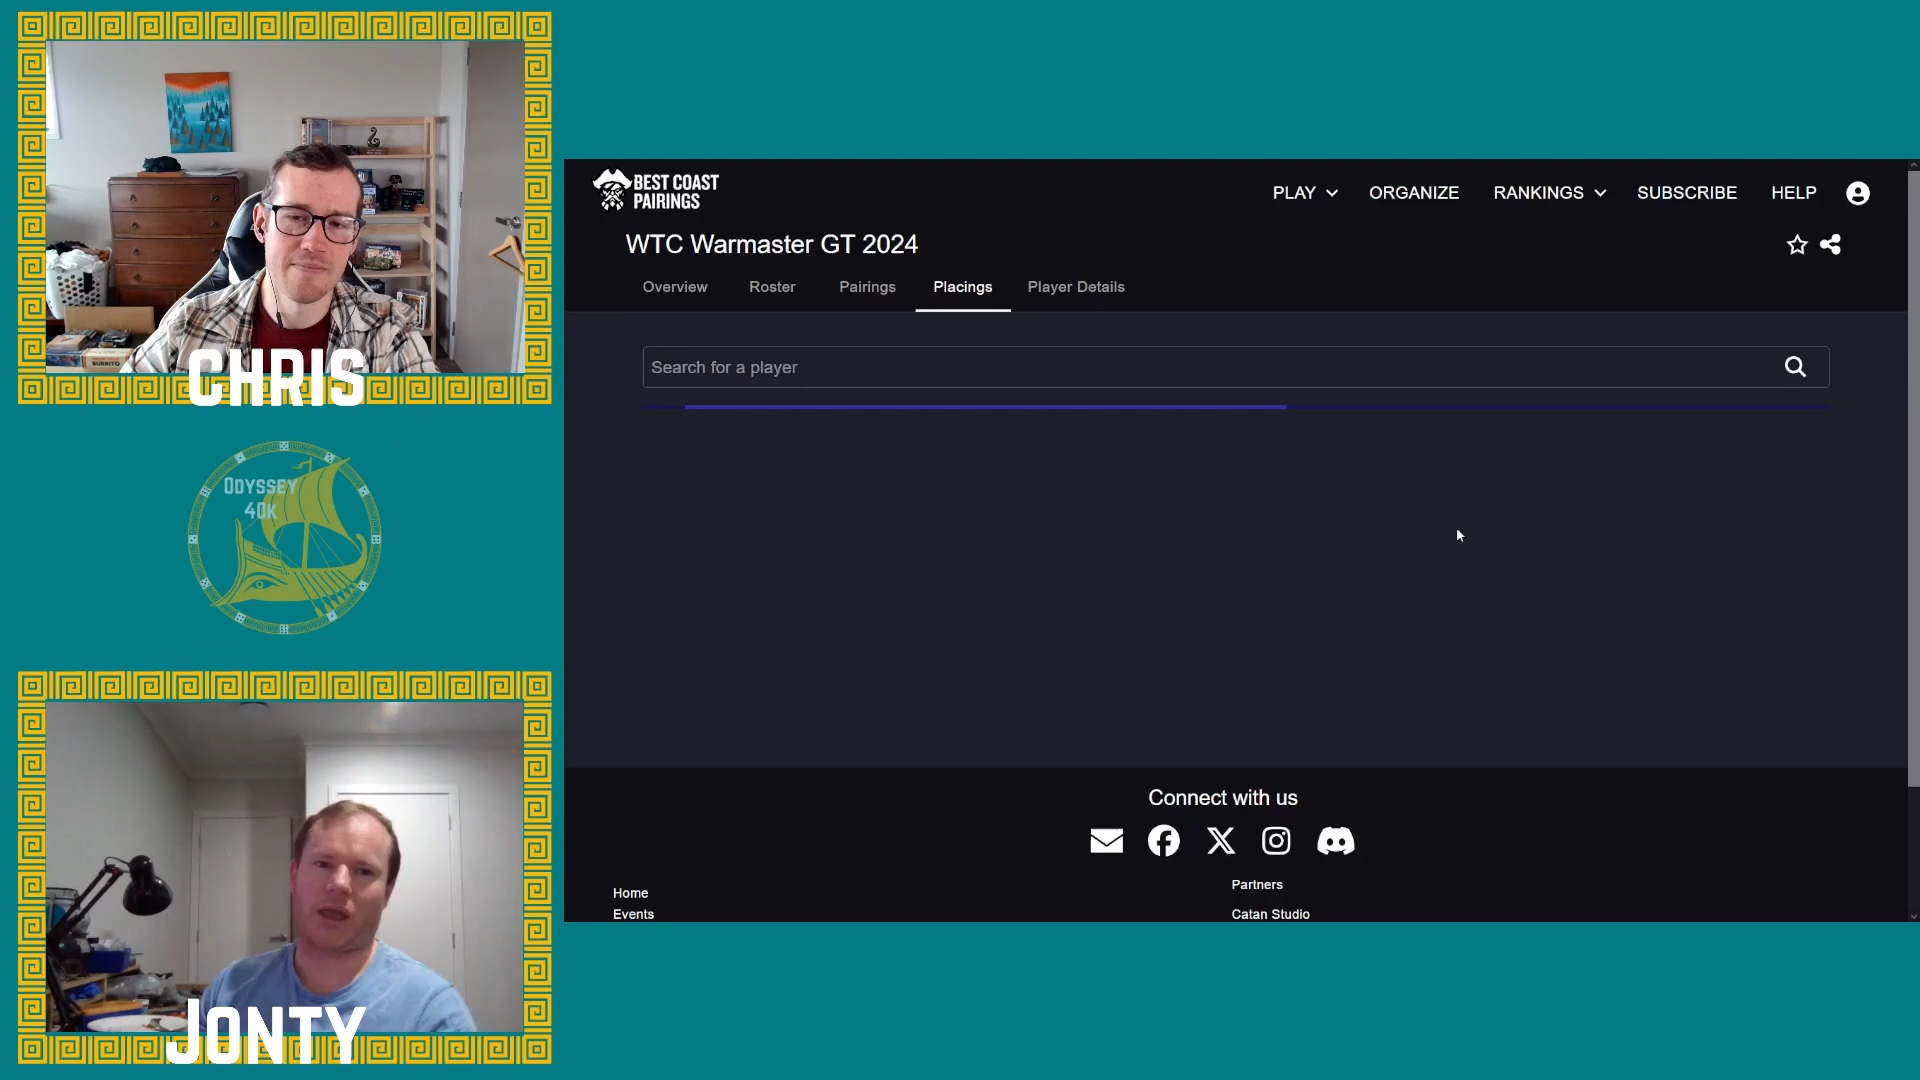 BURRITO
CHRIS
ODYSSEY
40K
JONTY
BEST COAST
PAIRINGS
PLAY
ORGANIZE
RANKINGS
SUBSCRIBE
HELP
WTC Warmaster GT 2024
Overview
Roster
Pairings
Placings
Player Details
Search for a player
Connect with us
Home
Events
Partners
Catan Studio